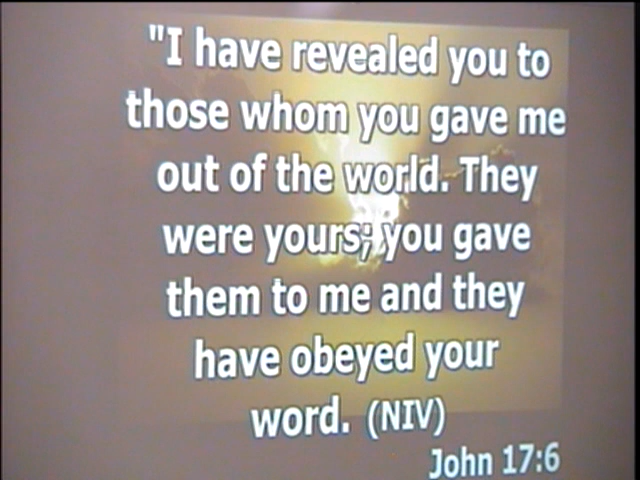 "I have revealed you to
those whom you gave me
out of the world. They
were yours; you gave
them to me and they
have obeyed your
word. (NIV)
John 17:6